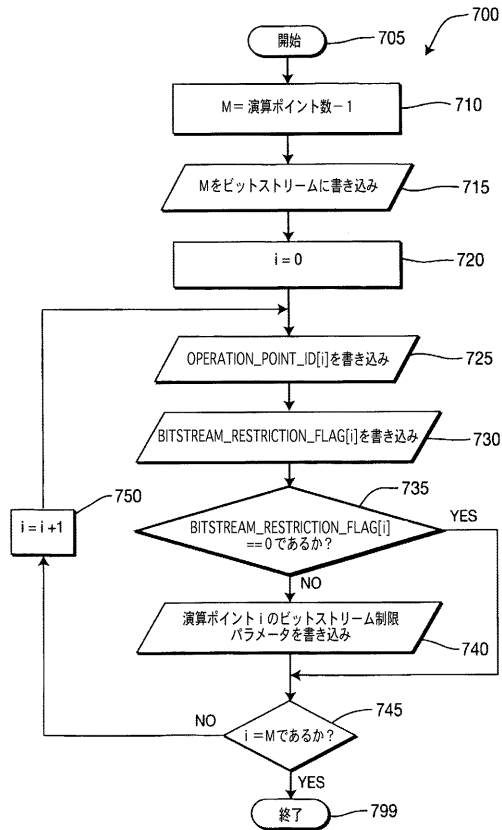 700
開始
705
M=演算ポイント数-1
710
Mをビットストリームに書き込み
715
i=0
720
OPERATION_POINT_ID[i]を書き込み
725
BITSTREAM_RESTRICTION_FLAG[i]を書き込み
730
735
BITSTREAM_RESTRICTION_FLAG[i]
==0であるか?
YES
NO
750
i=i+1
演算ポイントiのビットストリーム制限
パラメータを書き込み
740
745
i=Mであるか?
NO
YES
終了
799